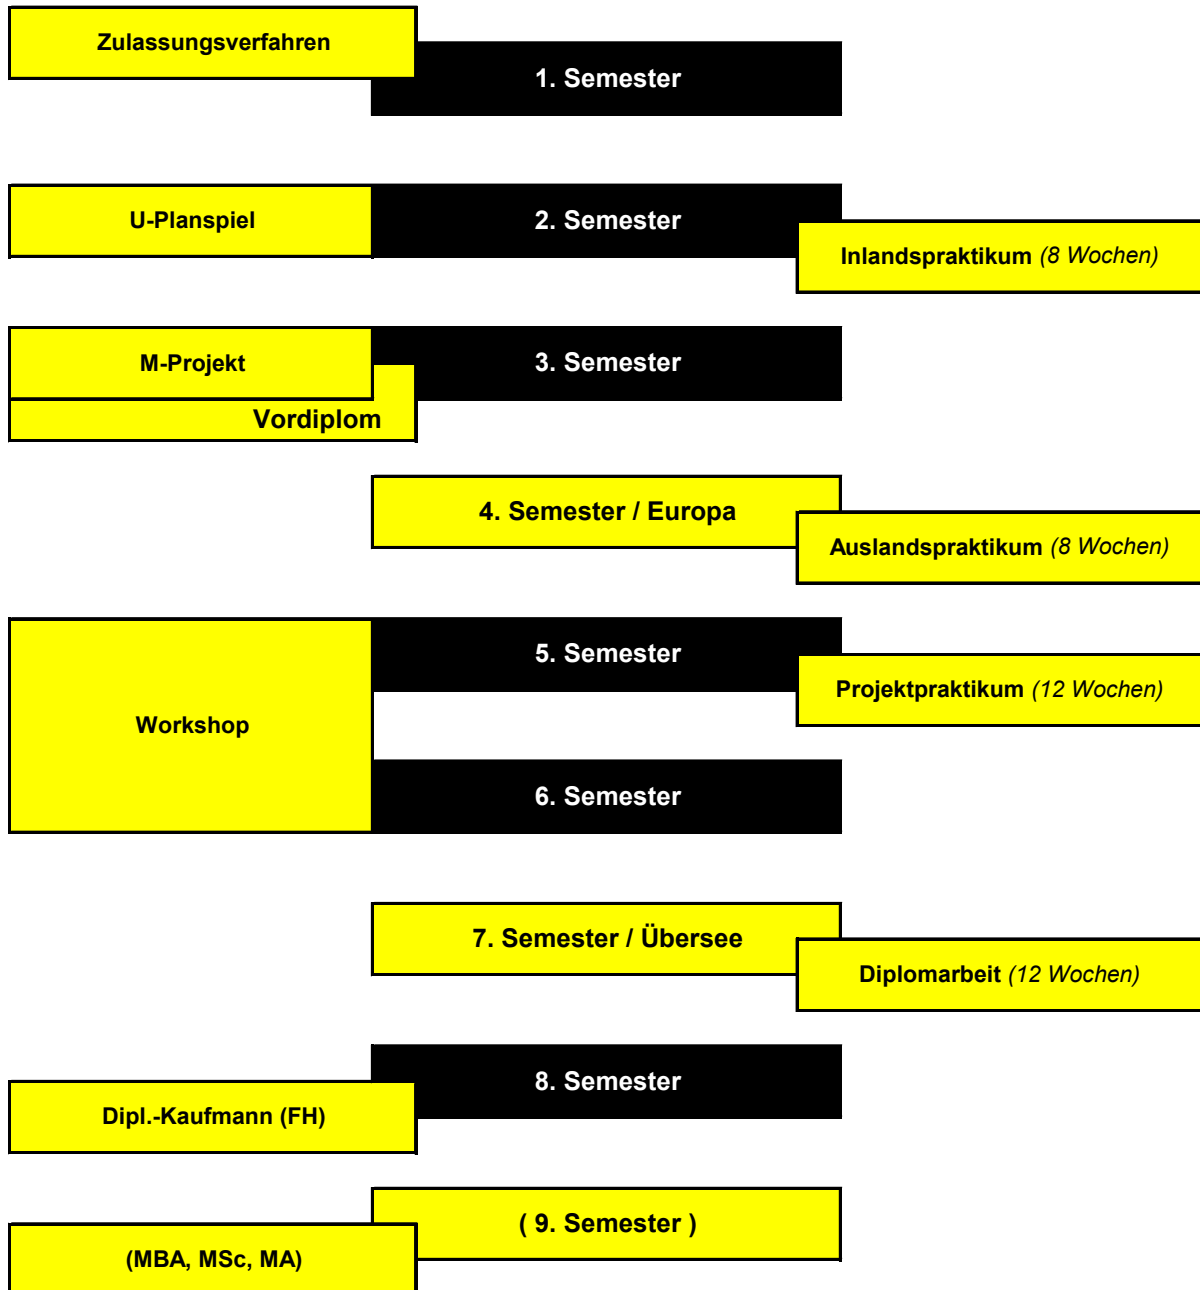 Zulassungsverfahren
1. Semester
U-Planspiel
2. Semester
Inlandspraktikum (8 Wochen)
M-Projekt
3. Semester
Vordiplom
4. Semester / Europa
Auslandspraktikum (8 Wochen)
5. Semester
Projektpraktikum (12 Wochen)
Workshop
6. Semester
7. Semester / Übersee
Diplomarbeit (12 Wochen)
8. Semester
Dipl.-Kaufmann (FH)
( 9. Semester )
(MBA, MSc, MA)